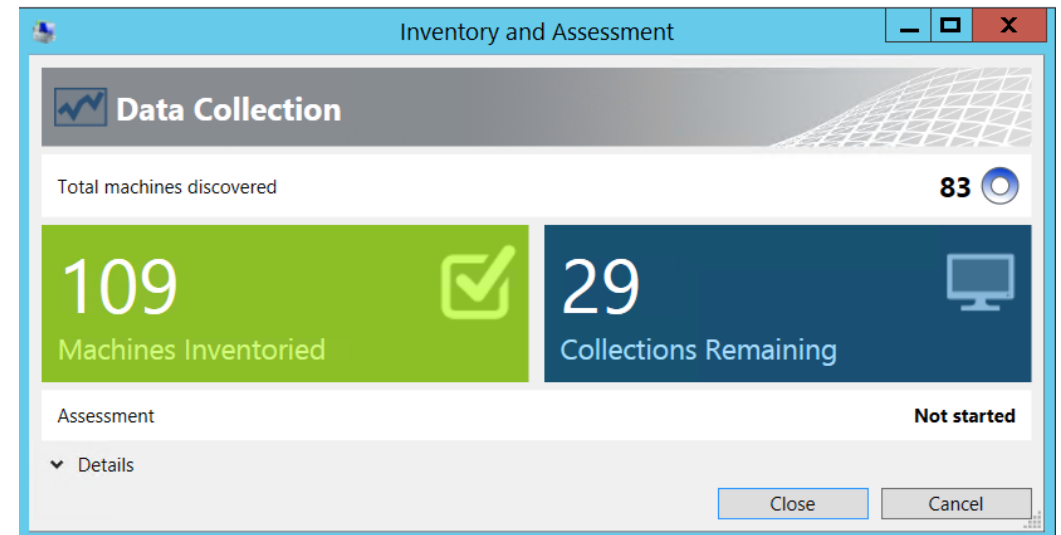 Inventory and Assessment
Data Collection
Total machines discovered 83
109
Machines Inventoried
29
Collections Remaining
Assessment Not started
Details
Close Cancel